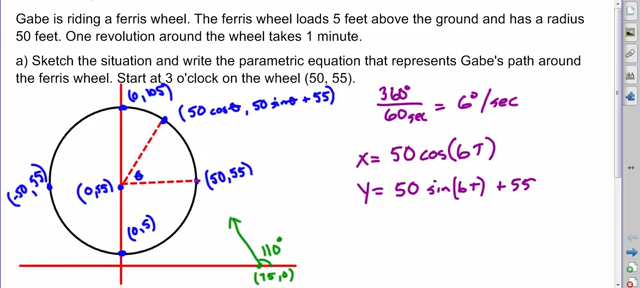 Gabe is riding a ferris wheel. The ferris wheel loads 5 feet above the ground and has a radius
50 feet. One revolution around the wheel takes 1 minute.
a) Sketch the situation and write the parametric equation that represents Gabe's path around
the ferris wheel. Start at 3 o'clock on the wheel (50, 55).
(0, 105)
(50 cosθ, 50 sinθ + 55)
360°/60 sec = 6°/sec
x = 50 cos(6T)
y = 50 sin(6T) + 55
(-50, 55)
(0, 55)
θ
(50, 55)
(0, 5)
110°
(75, 0)